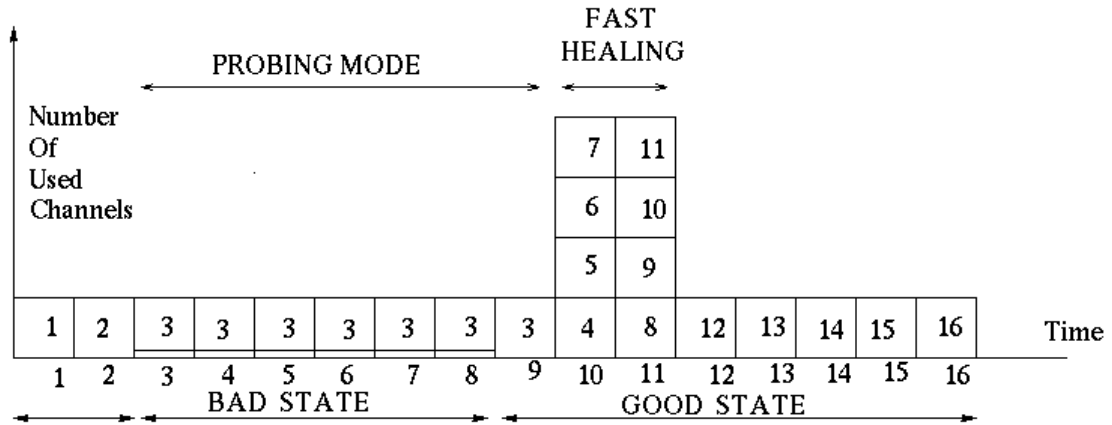 FAST
HEALING
PROBING MODE
Number
Of
Used
Channels
7 11
6 10
5 9
1 2 3 3 3 3 3 3 3 4 8 12 13 14 15 16
Time
1 2 3 4 5 6 7 8 9 10 11 12 13 14 15 16
BAD STATE GOOD STATE